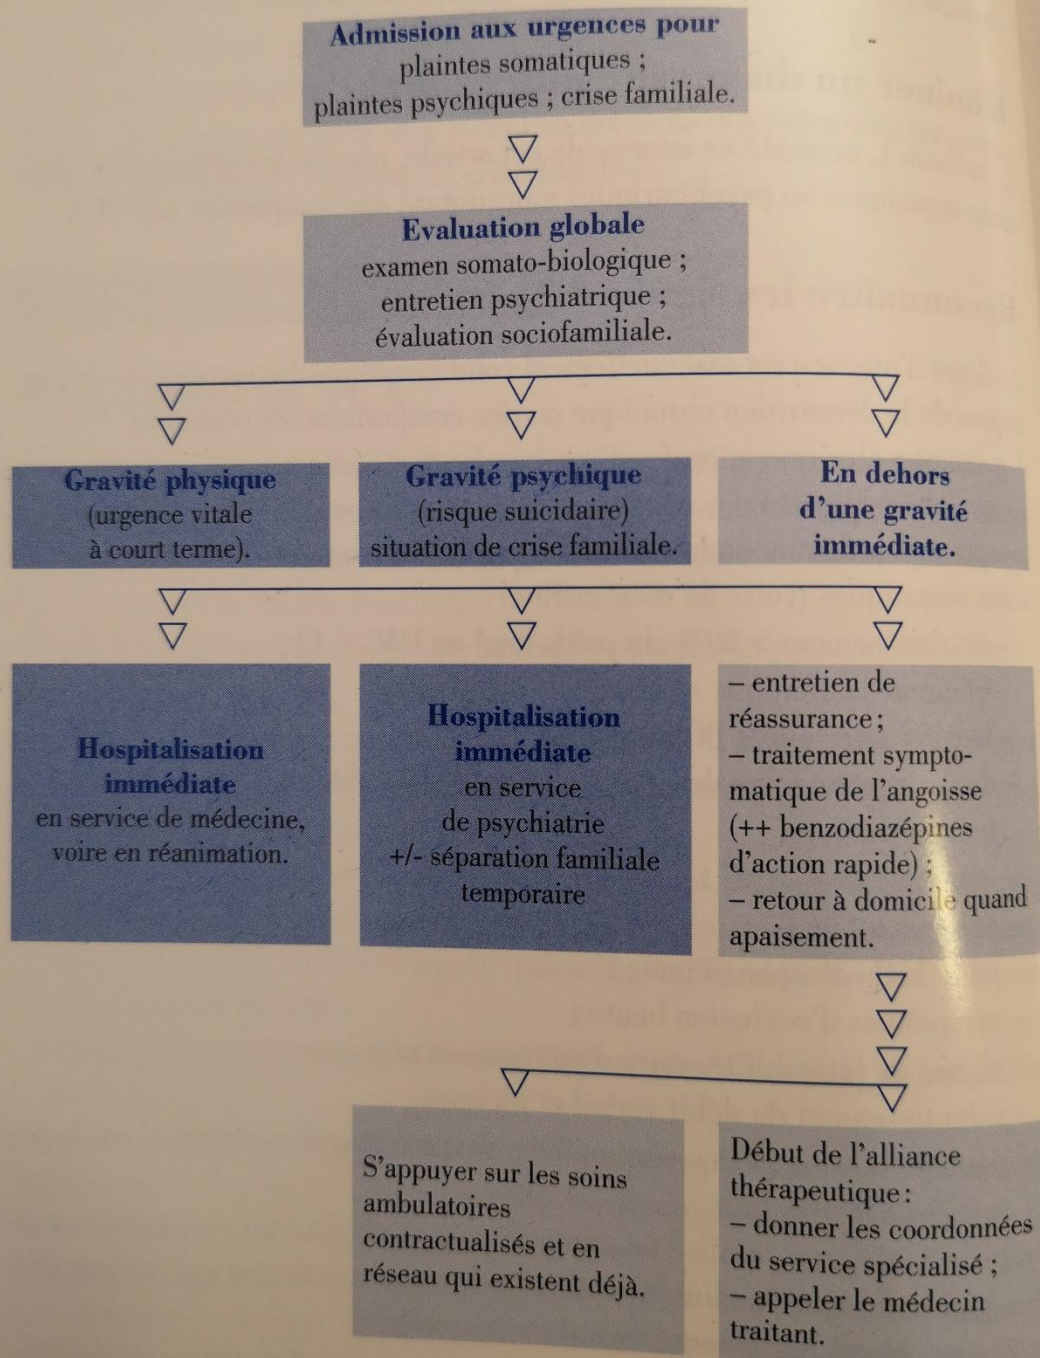 Admission aux urgences pour
plaintes somatiques ;
plaintes psychiques ; crise familiale.
Evaluation globale
examen somato-biologique ;
entretien psychiatrique ;
évaluation sociofamiliale.
Gravité physique
(urgence vitale
à court terme).
Gravité psychique
(risque suicidaire)
situation de crise familiale.
En dehors
d'une gravité
immédiate.
Hospitalisation
immédiate
en service de médecine,
voire en réanimation.
Hospitalisation
immédiate
en service
de psychiatrie
+/- séparation familiale
temporaire
– entretien de
réassurance ;
– traitement sympto-
matique de l'angoisse
(++ benzodiazépines
d'action rapide) ;
– retour à domicile quand
apaisement.
S'appuyer sur les soins
ambulatoires
contractualisés et en
réseau qui existent déjà.
Début de l'alliance
thérapeutique :
– donner les coordonnées
du service spécialisé ;
– appeler le médecin
traitant.